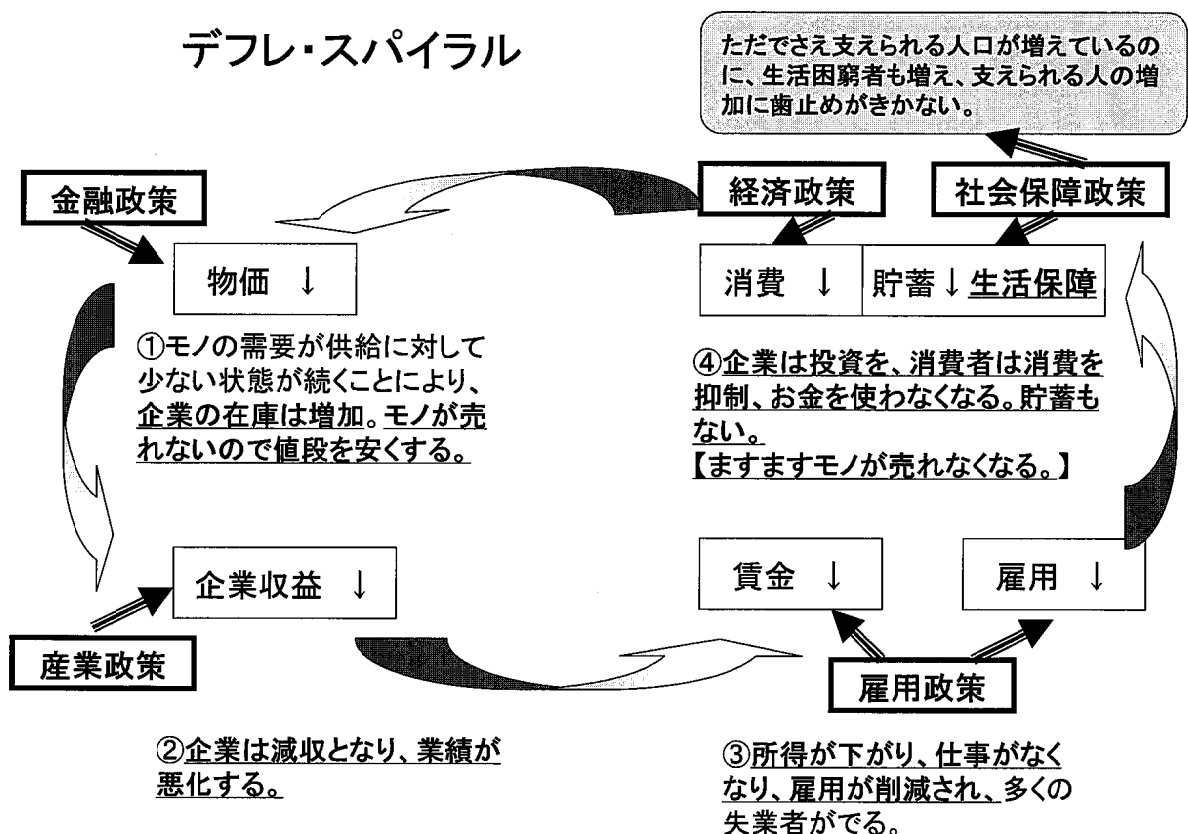 デフレ・スパイラル
ただでさえ支えられる人口が増えているの
に、生活困窮者も増え、支えられる人の増
加に歯止めがきかない。
金融政策
経済政策
社会保障政策
物価 ↓
消費 ↓
貯蓄↓生活保障
①モノの需要が供給に対して
少ない状態が続くことにより、
企業の在庫は増加。モノが売
れないので値段を安くする。
④企業は投資を、消費者は消費を
抑制、お金を使わなくなる。貯蓄も
ない。
【ますますモノが売れなくなる。】
企業収益 ↓
賃金 ↓
雇用 ↓
産業政策
雇用政策
②企業は減収となり、業績が
悪化する。
③所得が下がり、仕事がなく
なり、雇用が削減され、多くの
失業者がでる。